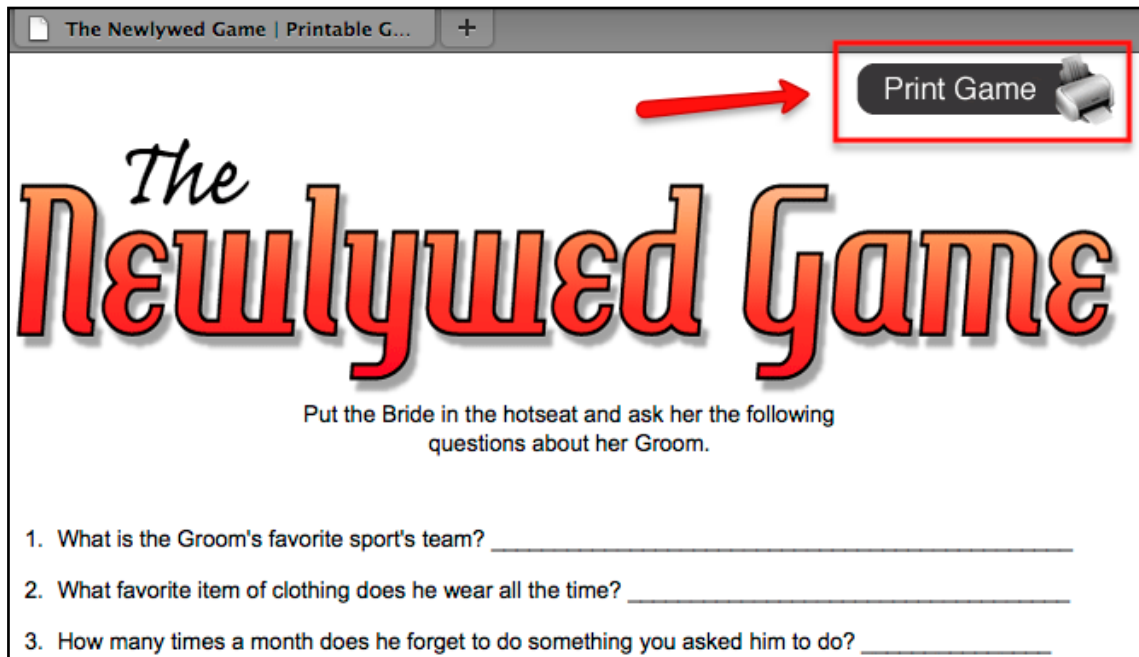 The Newlywed Game | Printable G...
+
Print Game
The
Newlywed Game
Put the Bride in the hotseat and ask her the following
questions about her Groom.
1. What is the Groom's favorite sport's team? ________________________________________________
2. What favorite item of clothing does he wear all the time? ____________________________________
3. How many times a month does he forget to do something you asked him to do? ________________